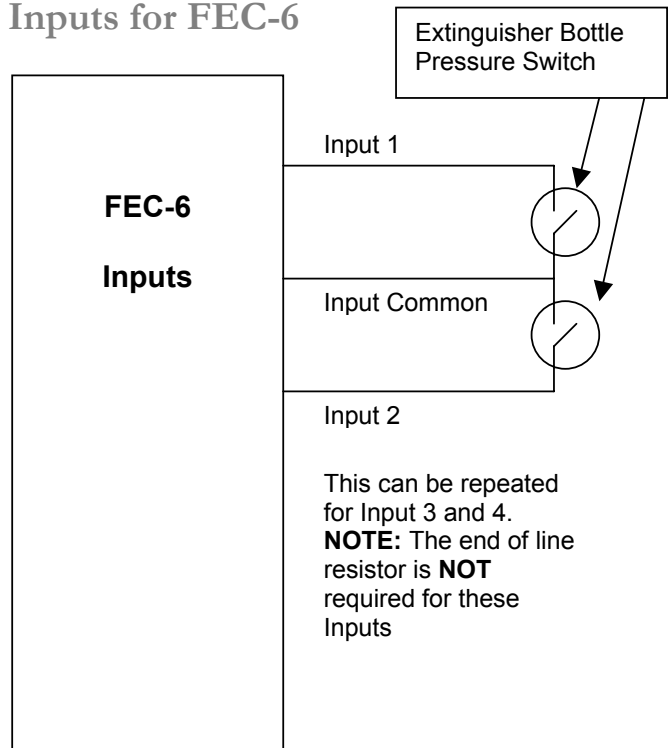 Inputs for FEC-6
Extinguisher Bottle
Pressure Switch
Input 1
FEC-6
Inputs
Input Common
Input 2
This can be repeated
for Input 3 and 4.
NOTE: The end of line
resistor is NOT
required for these
Inputs